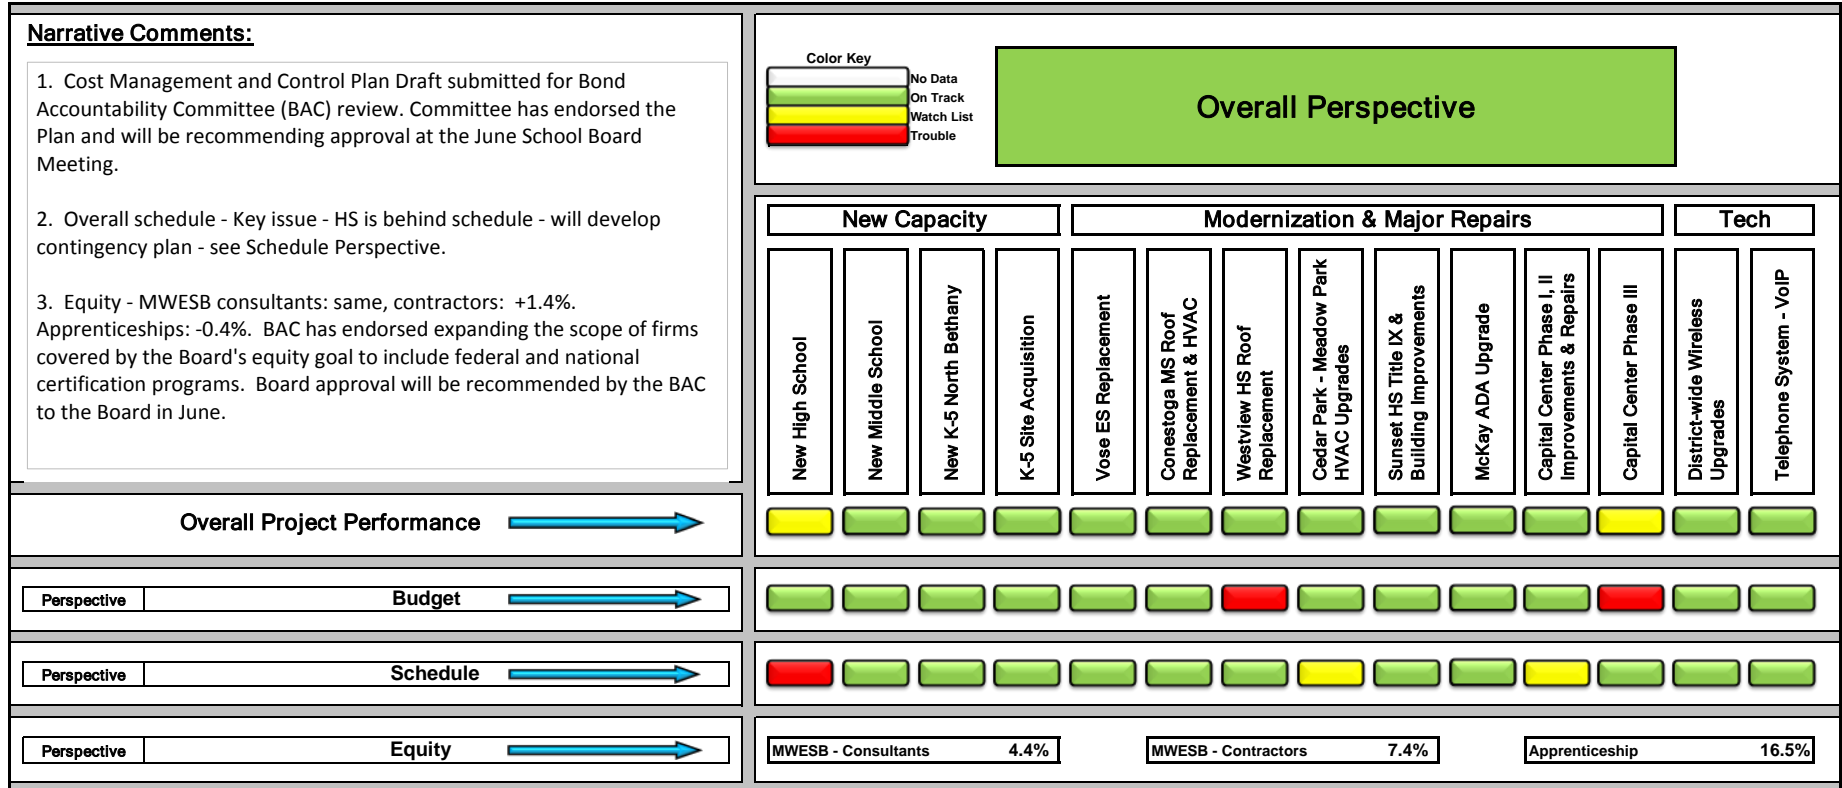 Narrative Comments:
1.  Cost Management and Control Plan Draft submitted for Bond
Accountability Committee (BAC) review. Committee has endorsed the
Plan and will be recommending approval at the June School Board
Meeting.
2.  Overall schedule - Key issue - HS is behind schedule - will develop
contingency plan - see Schedule Perspective.
3.  Equity - MWESB consultants: same, contractors:  +1.4%.
Apprenticeships: -0.4%.  BAC has endorsed expanding the scope of firms
covered by the Board's equity goal to include federal and national
certification programs.  Board approval will be recommended by the BAC
to the Board in June.
Color Key
No Data
On Track
Watch List
Trouble
Overall Perspective
New Capacity
Modernization & Major Repairs
Tech
New High School
New Middle School
New K-5 North Bethany
K-5 Site Acquisition
Vose ES Replacement
Conestoga MS Roof
Replacement & HVAC
Westview HS Roof
Replacement
Cedar Park - Meadow Park
HVAC Upgrades
Sunset HS Title IX &
Building Improvements
McKay ADA Upgrade
Capital Center Phase I, II
Improvements & Repairs
Capital Center Phase III
District-wide Wireless
Upgrades
Telephone System - VoIP
Overall Project Performance
Perspective Budget
Perspective Schedule
Perspective Equity
MWESB - Consultants 4.4%
MWESB - Contractors 7.4%
Apprenticeship 16.5%